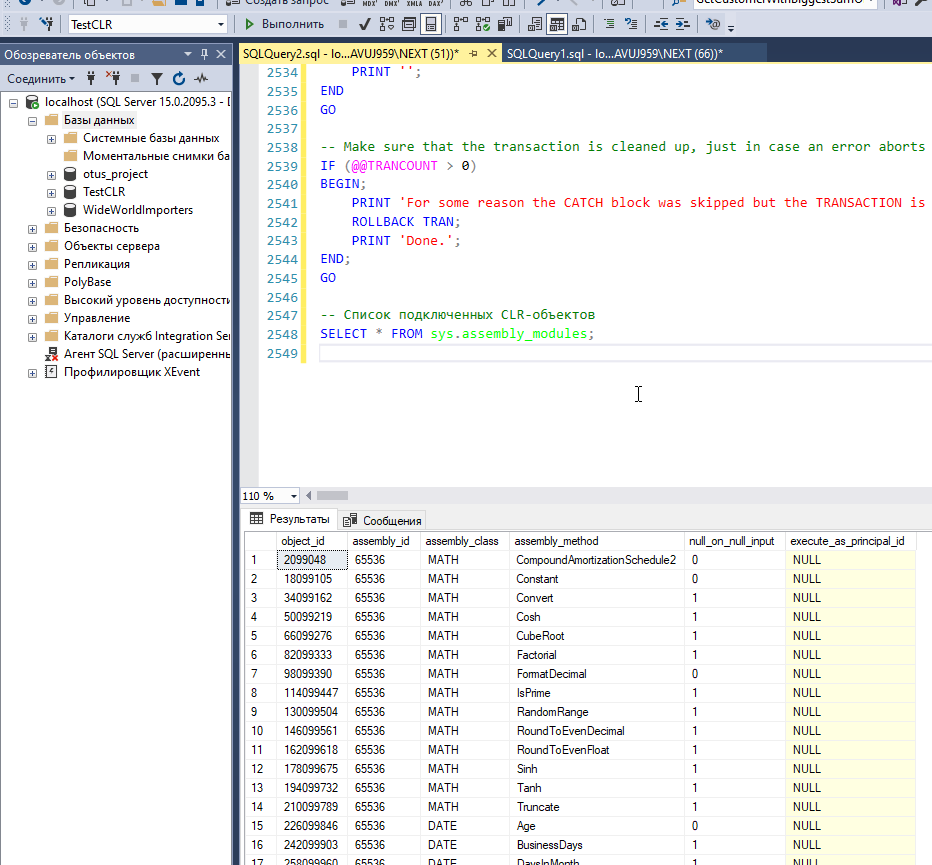 Создать запрос
MDX DMX XMLA DAX
GetCustomerWithBiggestSumO
TestCLR
Выполнить
Обозреватель объектов
Соединить
localhost (SQL Server 15.0.2095.3 - D
Базы данных
Системные базы данных
Моментальные снимки ба
otus_project
TestCLR
WideWorldImporters
Безопасность
Объекты сервера
Репликация
PolyBase
Высокий уровень доступности
Управление
Каталоги служб Integration Ser
Агент SQL Server (расширенны
Профилировщик XEvent
SQLQuery2.sql - lo...AVUJ959\NEXT (51))*
SQLQuery1.sql - lo...AVUJ959\NEXT (66))*
2534 PRINT '';
2535 END
2536 GO
2537
2538 -- Make sure that the transaction is cleaned up, just in case an error aborts
2539 IF (@@TRANCOUNT > 0)
2540 BEGIN;
2541 PRINT 'For some reason the CATCH block was skipped but the TRANSACTION is
2542 ROLLBACK TRAN;
2543 PRINT 'Done.';
2544 END;
2545 GO
2546
2547 -- Список подключенных CLR-объектов
2548 SELECT * FROM sys.assembly_modules;
2549
110 %
Результаты Сообщения
object_id assembly_id assembly_class assembly_method null_on_null_input execute_as_principal_id
1 2099048 65536 MATH CompoundAmortizationSchedule2 0 NULL
2 18099105 65536 MATH Constant 0 NULL
3 34099162 65536 MATH Convert 1 NULL
4 50099219 65536 MATH Cosh 1 NULL
5 66099276 65536 MATH CubeRoot 1 NULL
6 82099333 65536 MATH Factorial 1 NULL
7 98099390 65536 MATH FormatDecimal 0 NULL
8 114099447 65536 MATH IsPrime 1 NULL
9 130099504 65536 MATH RandomRange 1 NULL
10 146099561 65536 MATH RoundToEvenDecimal 1 NULL
11 162099618 65536 MATH RoundToEvenFloat 1 NULL
12 178099675 65536 MATH Sinh 1 NULL
13 194099732 65536 MATH Tanh 1 NULL
14 210099789 65536 MATH Truncate 1 NULL
15 226099846 65536 DATE Age 0 NULL
16 242099903 65536 DATE BusinessDays 1 NULL
17 258099960 65536 DATE DaysInMonth 1 NULL